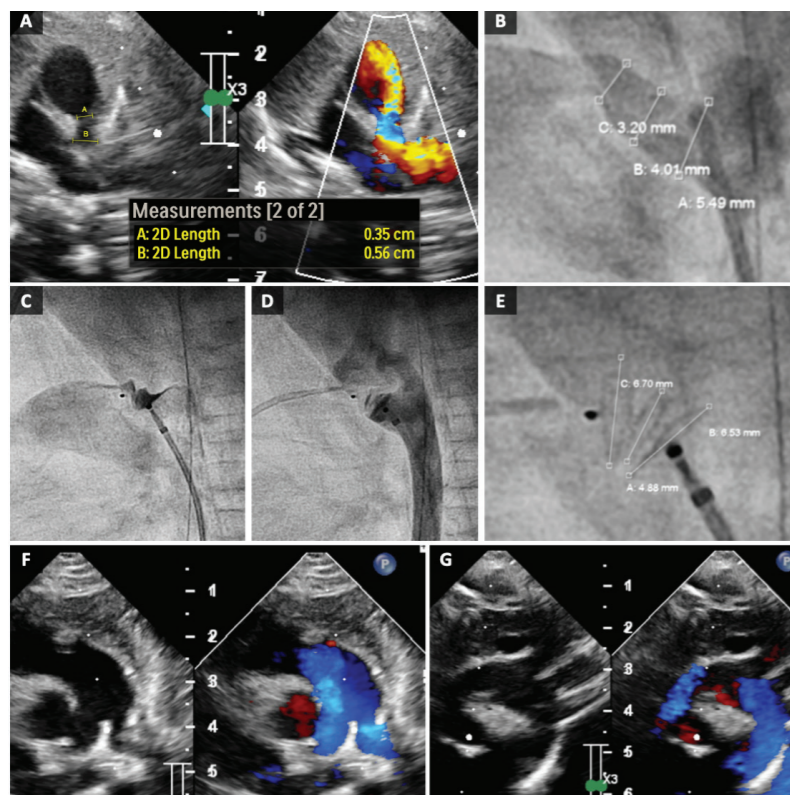 A
2
X3
3
4
5
6
7
A
B
Measurements [2 of 2]
A: 2D Length 0.35 cm
B: 2D Length 0.56 cm
B
C: 3.20 mm
B: 4.01 mm
A: 5.49 mm
C
D
E
C: 6.70 mm
B: 6.53 mm
A: 4.88 mm
F
P
1
2
3
4
5
G
P
1
2
3
4
5
X3